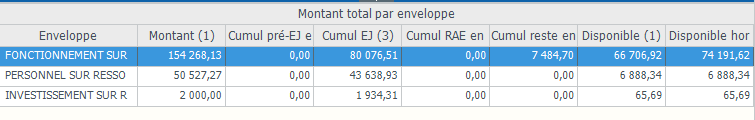 Montant total par enveloppe
Enveloppe Montant (1) Cumul pré-EJ e Cumul EJ (3) Cumul RAE en Cumul reste en Disponible (1) Disponible hor
FONCTIONNEMENT SUR 154 268,13 0,00 80 076,51 0,00 7 484,70 66 706,92 74 191,62
PERSONNEL SUR RESSO 50 527,27 0,00 43 638,93 0,00 0,00 6 888,34 6 888,34
INVESTISSEMENT SUR R 2 000,00 0,00 1 934,31 0,00 0,00 65,69 65,69